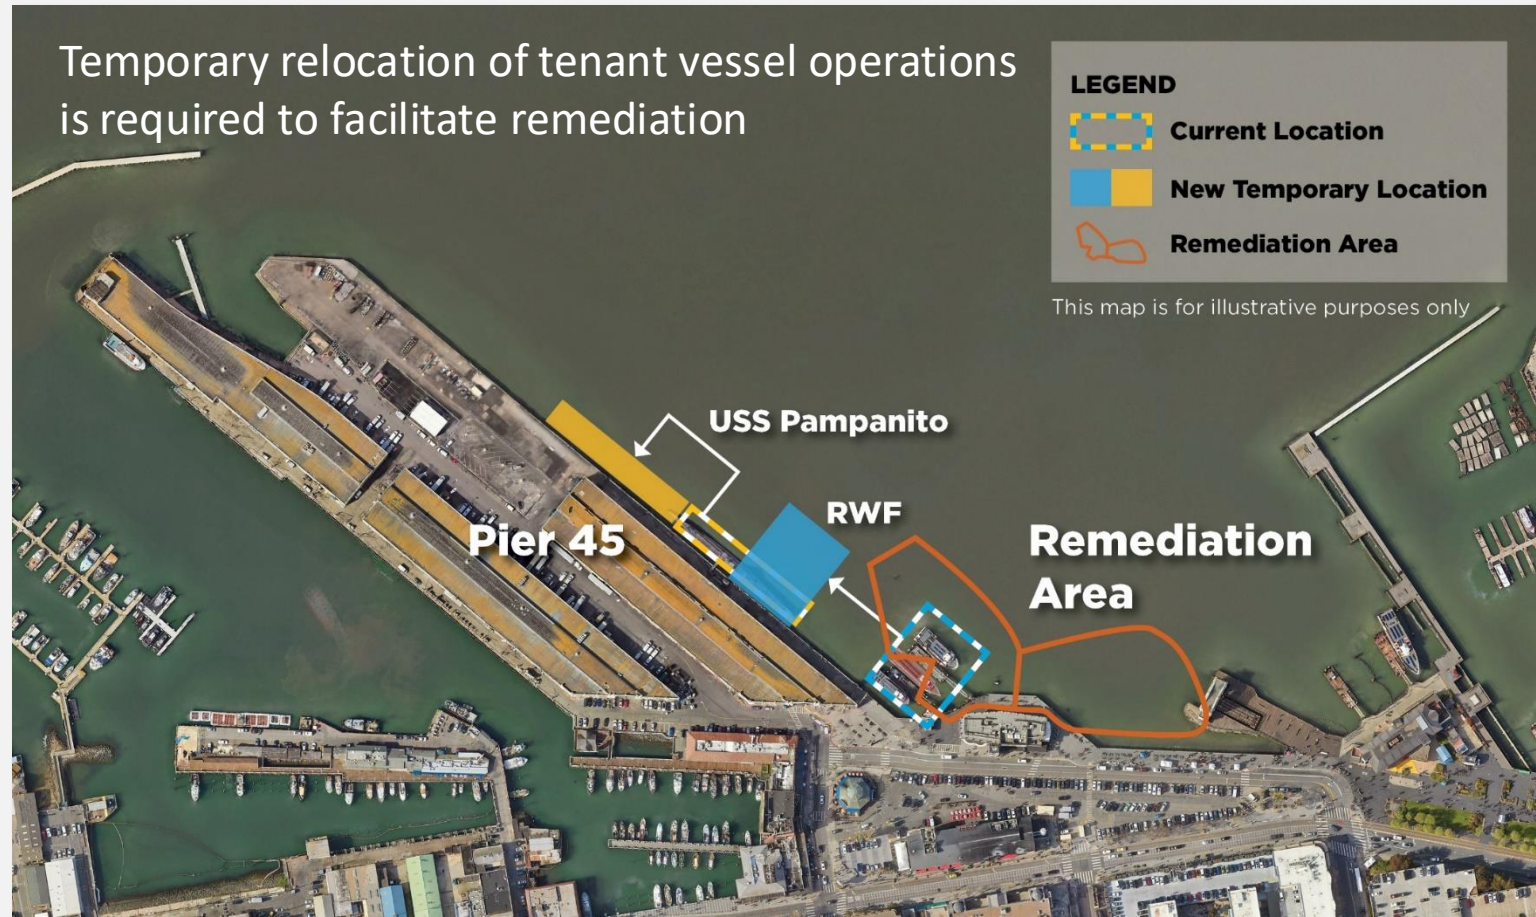 Temporary relocation of tenant vessel operations
is required to facilitate remediation
LEGEND
Current Location
New Temporary Location
Remediation Area
This map is for illustrative purposes only
USS Pampanito
RWF
Pier 45
Remediation
Area